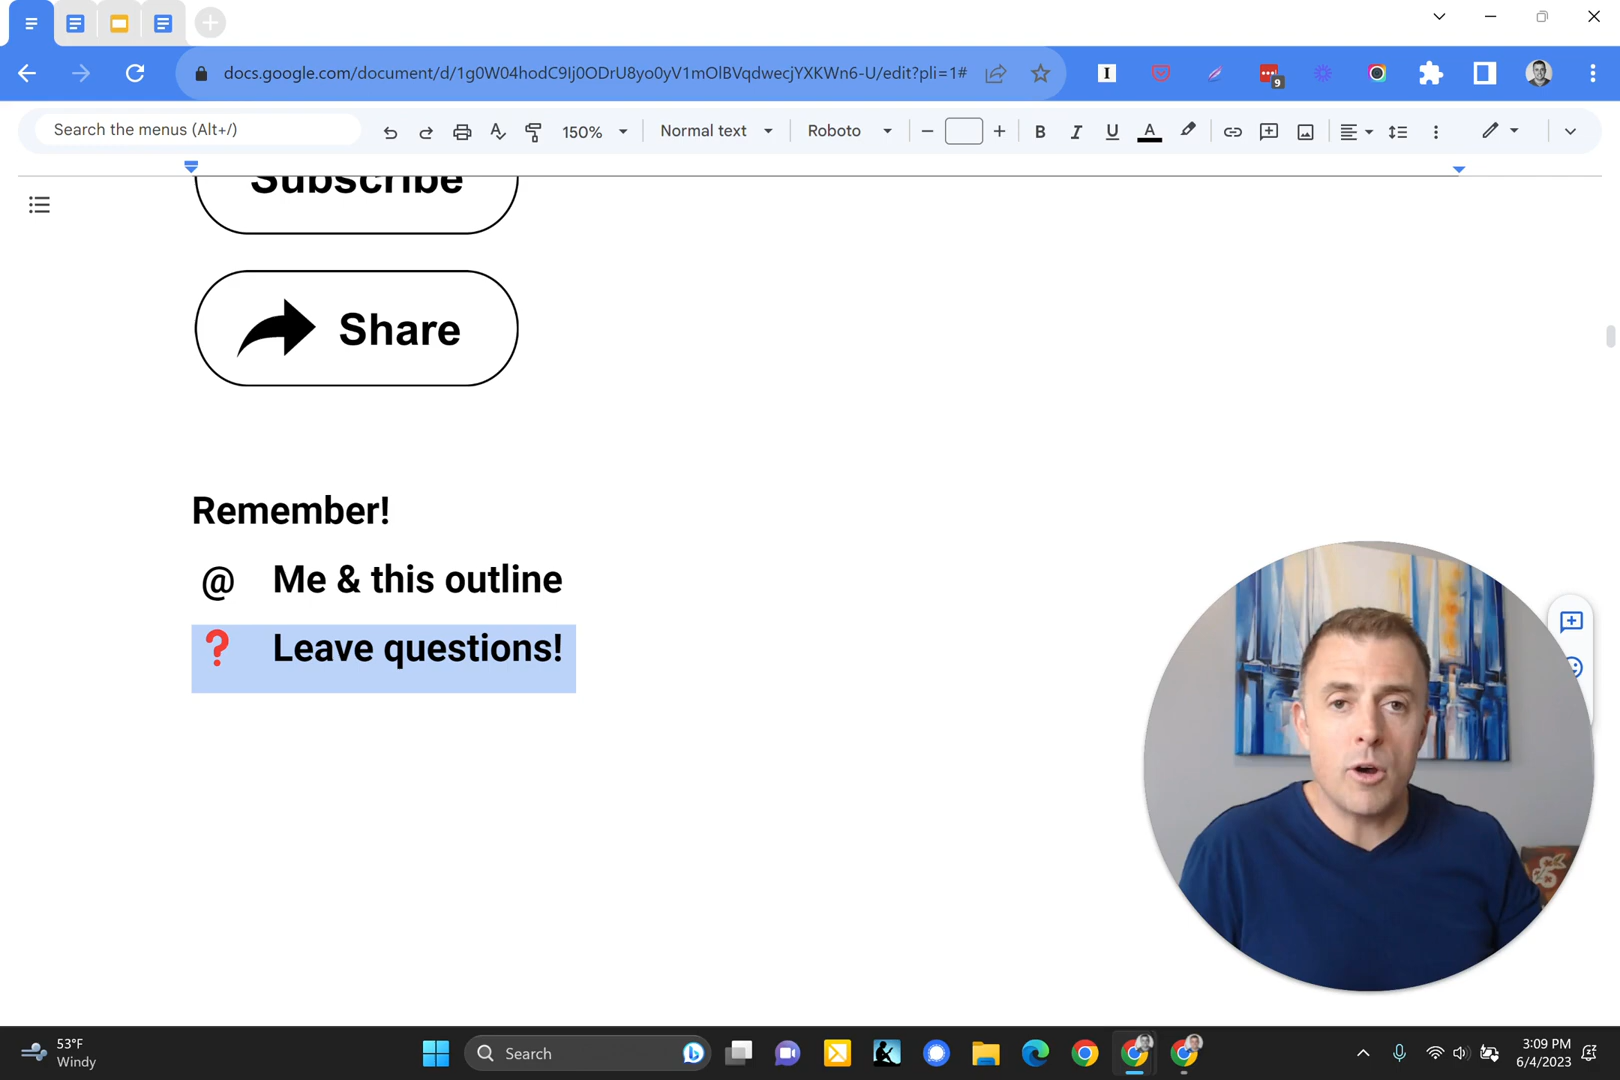 docs.google.com/document/d/1g0W04hodC9Ij0ODrU8yo0yV1mOlBVqdwecjYXKWn6-U/edit?pli=1#
9
Search the menus (Alt+/)
150%
Normal text
Roboto
B
I
U
A
Subscribe
Share
Remember!
@ Me & this outline
❓ Leave questions!
53°F
Windy
Search
3:09 PM
6/4/2023